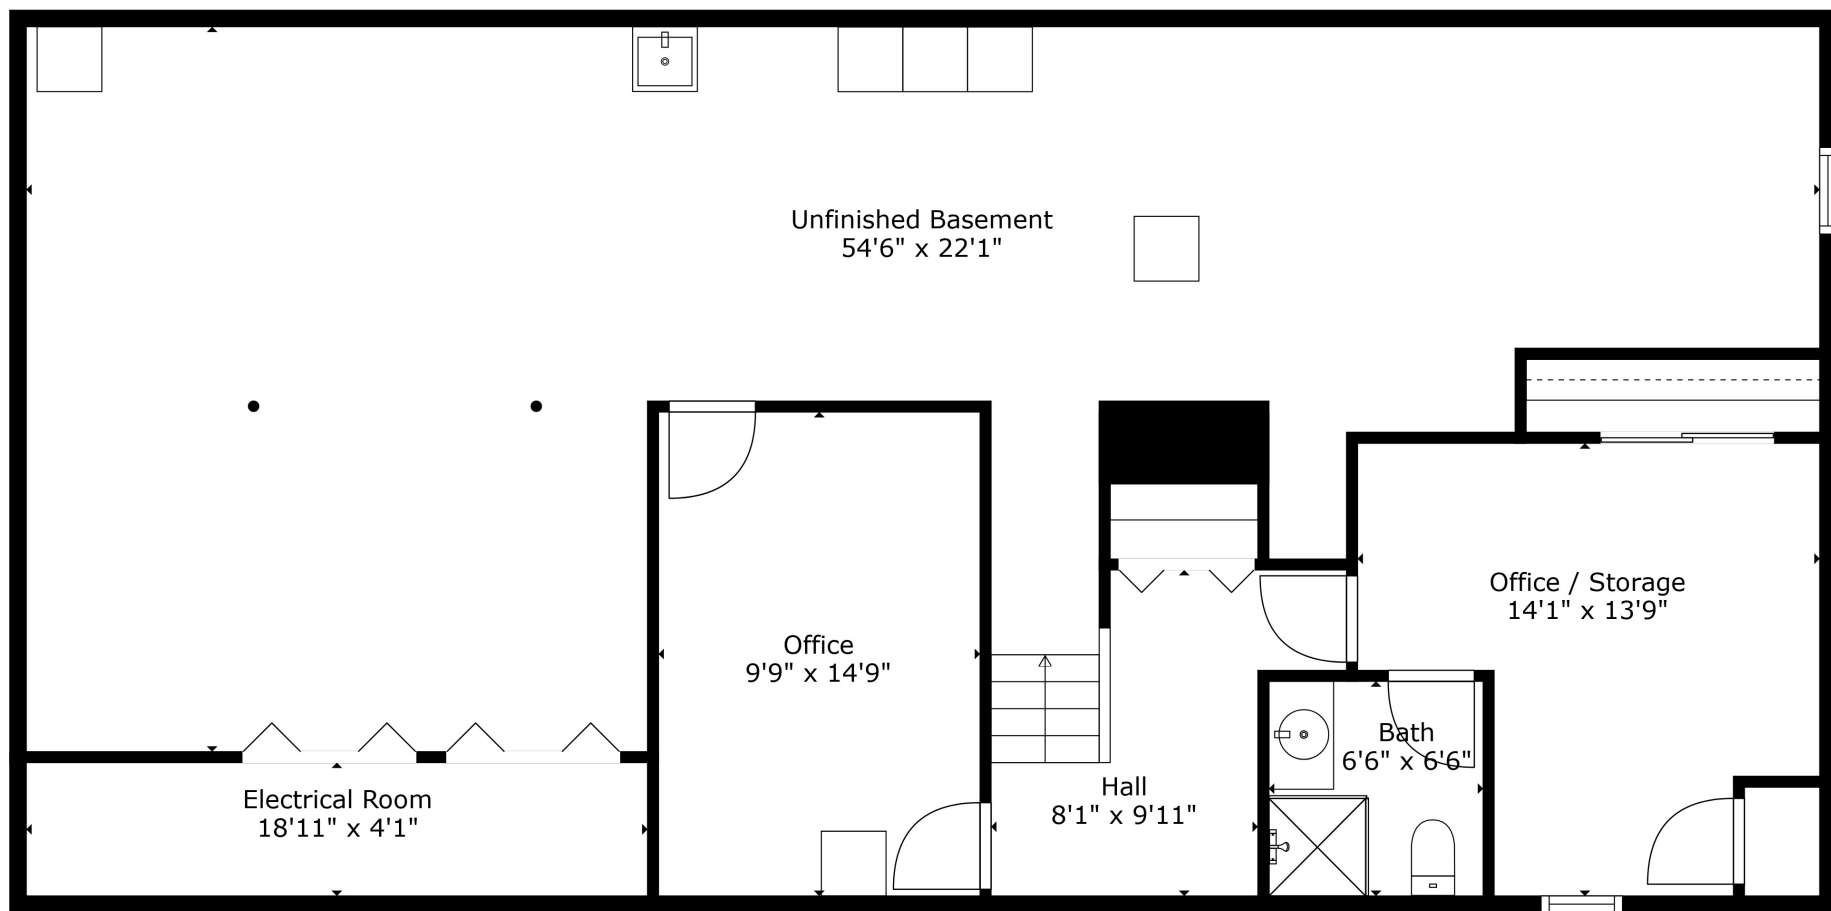 Unfinished Basement
54'6" x 22'1"
Office / Storage
14'1" x 13'9"
Office
9'9" x 14'9"
Bath
6'6" x 6'6"
Hall
8'1" x 9'11"
Electrical Room
18'11" x 4'1"